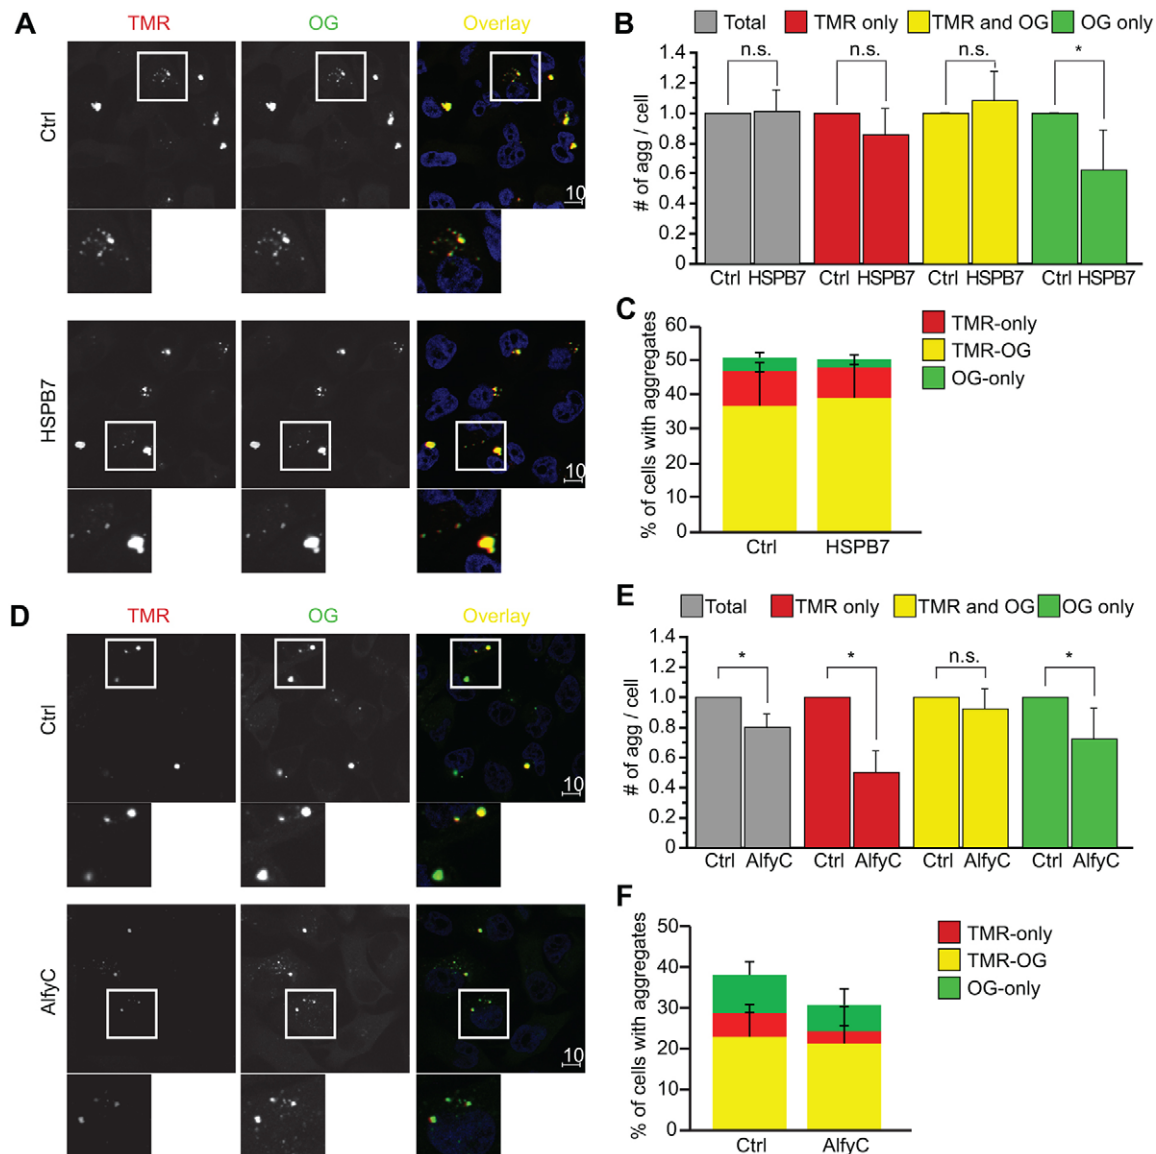 A
TMR
OG
Overlay
Ctrl
10
HSPB7
10
B
Total
TMR only
TMR and OG
OG only
1.4
1.2
1.0
0.8
0.6
0.4
0.2
0
# of agg / cell
n.s.
n.s.
n.s.
*
Ctrl HSPB7
Ctrl HSPB7
Ctrl HSPB7
Ctrl HSPB7
C
60
50
40
30
20
10
0
% of cells with aggregates
Ctrl
HSPB7
TMR-only
TMR-OG
OG-only
D
TMR
OG
Overlay
Ctrl
10
AlfyC
10
E
Total
TMR only
TMR and OG
OG only
1.4
1.2
1.0
0.8
0.6
0.4
0.2
0
# of agg / cell
*
*
n.s.
*
Ctrl AlfyC
Ctrl AlfyC
Ctrl AlfyC
Ctrl AlfyC
F
50
40
30
20
10
0
% of cells with aggregates
Ctrl
AlfyC
TMR-only
TMR-OG
OG-only